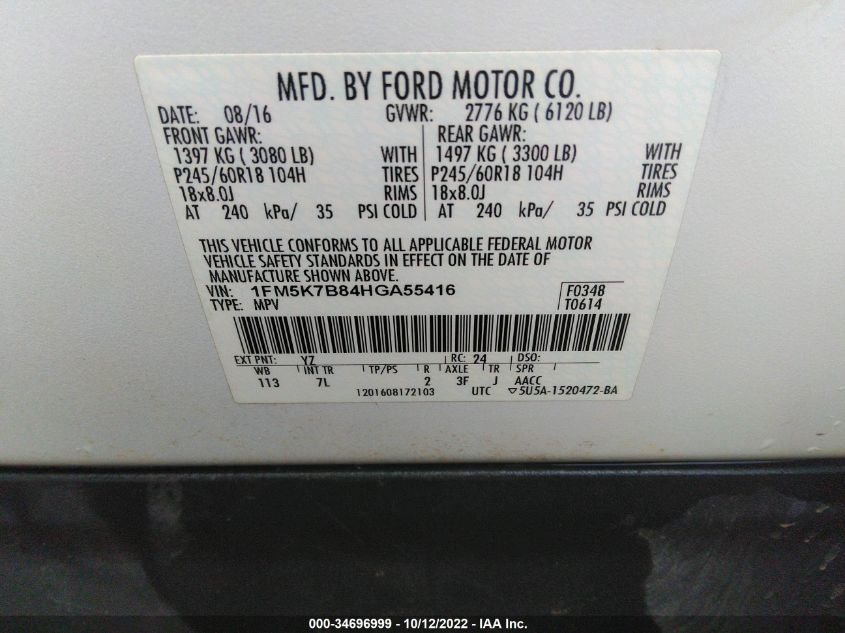 MFD. BY FORD MOTOR CO.
DATE: 08/16 GVWR: 2776 KG ( 6120 LB)
FRONT GAWR: REAR GAWR:
1397 KG ( 3080 LB) WITH 1497 KG ( 3300 LB) WITH
P245/60R18 104H TIRES P245/60R18 104H TIRES
18x8.0J RIMS 18x8.0J RIMS
AT 240 kPa/ 35 PSI COLD AT 240 kPa/ 35 PSI COLD
THIS VEHICLE CONFORMS TO ALL APPLICABLE FEDERAL MOTOR
VEHICLE SAFETY STANDARDS IN EFFECT ON THE DATE OF
MANUFACTURE SHOWN ABOVE.
VIN: 1FM5K7B84HGA55416 F0348
TYPE: MPV T0614
EXT PNT: YZ RC: 24 DSO:
WB INT TR TP/PS R AXLE TR SPR
113 7L 2 3F J AACC
1201608172103 UTC ▽5U5A-1520472-BA
000-34696999 - 10/12/2022 - IAA Inc.